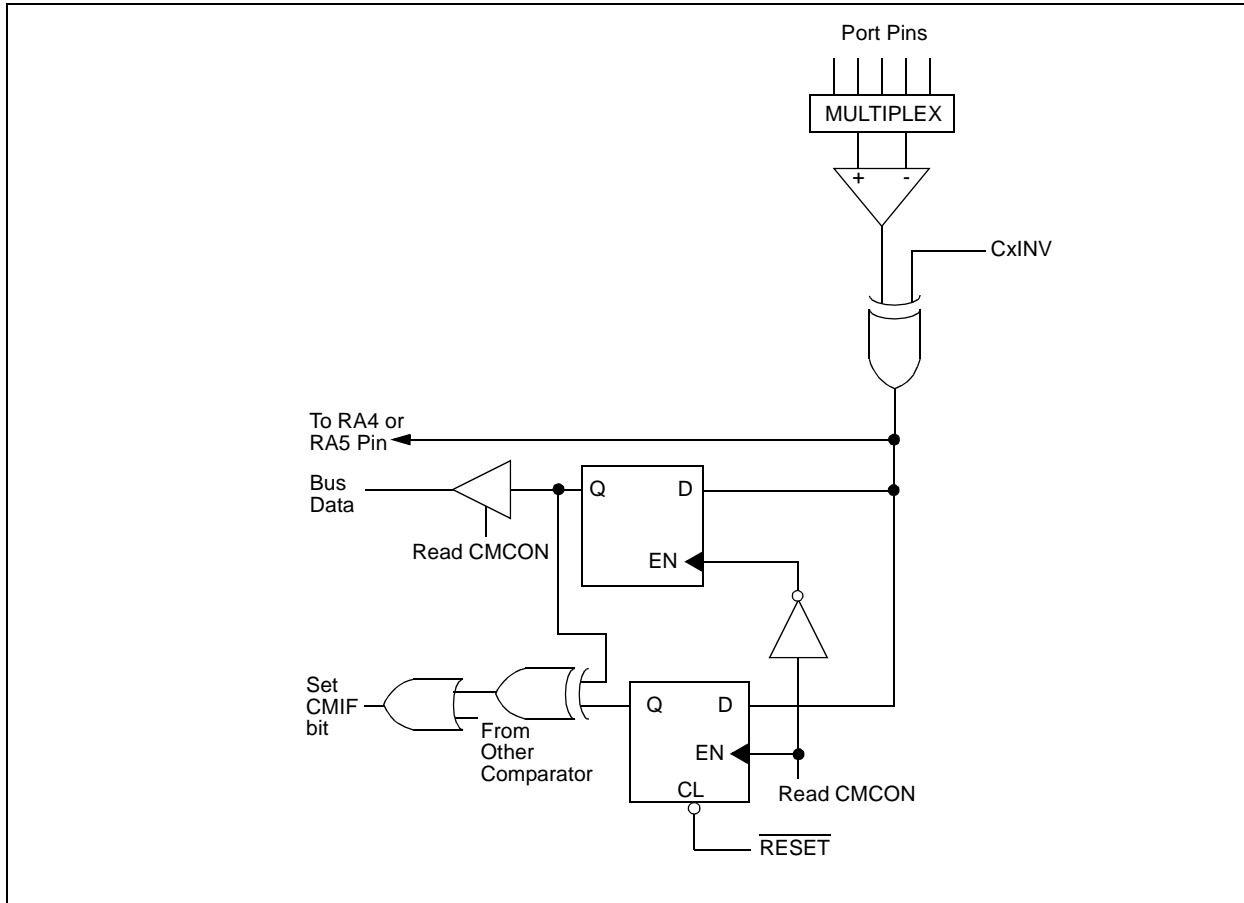 Port Pins
MULTIPLEX
+ -
CxINV
To RA4 or
RA5 Pin
Bus
Data
Q D
Read CMCON
EN
Set
CMIF
bit
Q D
From
Other
Comparator
EN
CL
Read CMCON
RESET